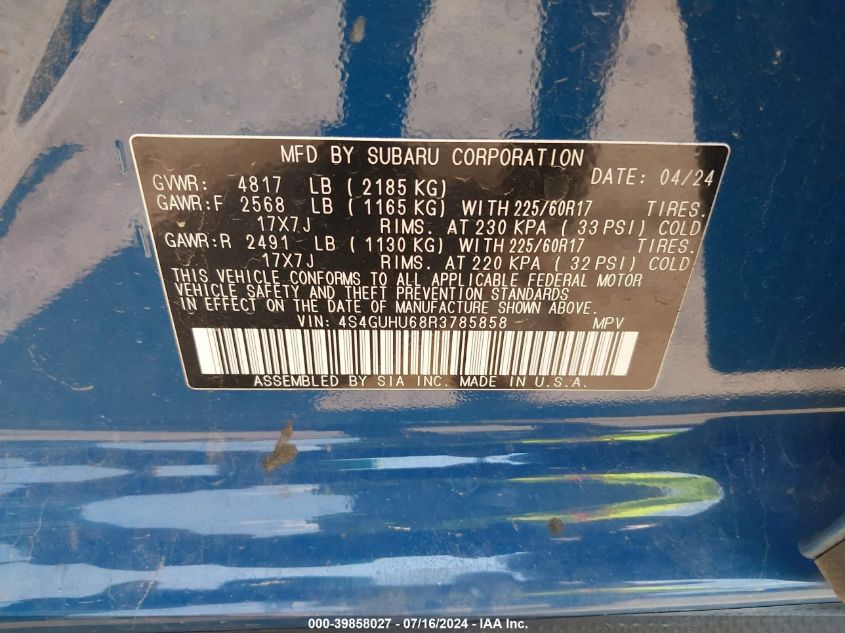 MFD BY SUBARU CORPORATION DATE: 04/24
GVWR: 4817 LB ( 2185 KG)
GAWR:F 2568 LB ( 1165 KG) WITH 225/60R17 TIRES.
17X7J RIMS. AT 230 KPA ( 33 PSI) COLD
GAWR:R 2491 LB ( 1130 KG) WITH 225/60R17 TIRES.
17X7J RIMS. AT 220 KPA ( 32 PSI) COLD
THIS VEHICLE CONFORMS TO ALL APPLICABLE FEDERAL MOTOR
VEHICLE SAFETY AND THEFT PREVENTION STANDARDS
IN EFFECT ON THE DATE OF MANUFACTURE SHOWN ABOVE.
VIN: 4S4GUHU68R3785858 MPV
ASSEMBLED BY SIA INC. MADE IN U.S.A.
000-39858027 - 07/16/2024 - IAA Inc.